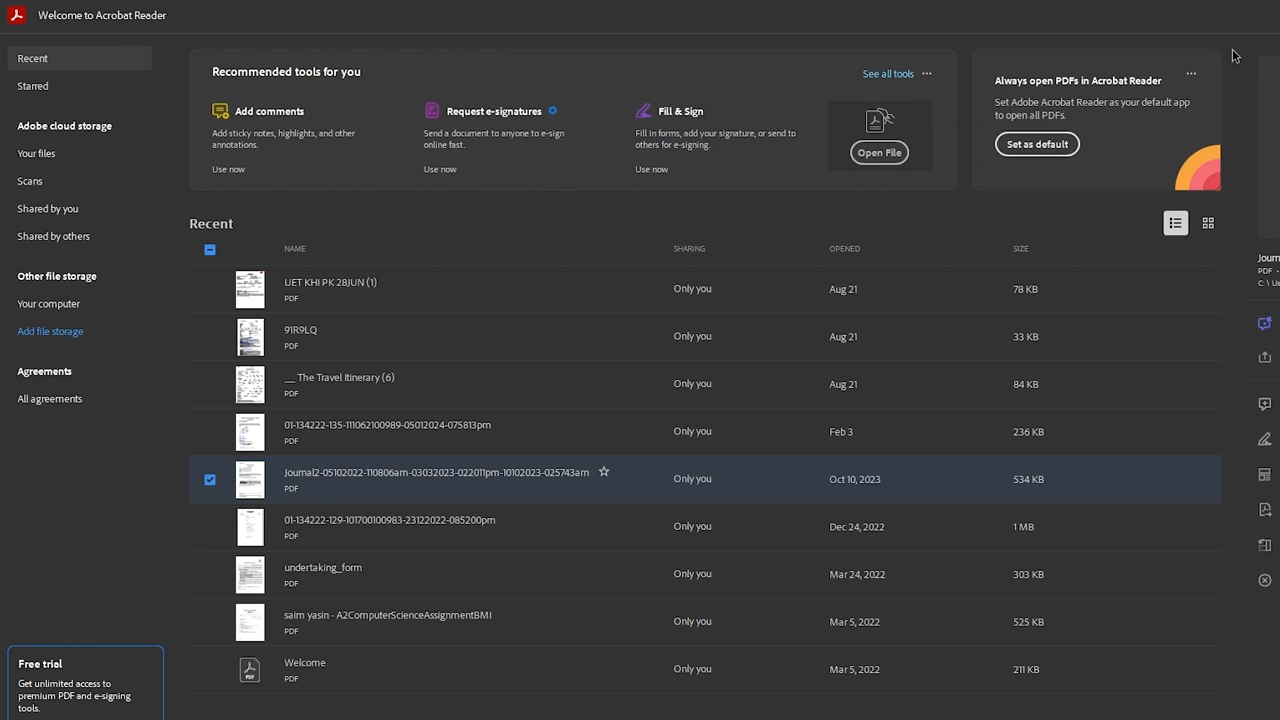 Welcome to Acrobat Reader
Recent
Starred
Adobe cloud storage
Your files
Scans
Shared by you
Shared by others
Other file storage
Your computer
Add file storage
Agreements
All agreements
Free trial
Get unlimited access to
premium PDF and e-signing
tools.
Recommended tools for you
See all tools
Add comments
Add sticky notes, highlights, and other
annotations.
Use now
Request e-signatures
Send a document to anyone to e-sign
online fast.
Use now
Fill & Sign
Fill in forms, add your signature, or send to
others for e-signing.
Use now
Open File
Always open PDFs in Acrobat Reader
Set Adobe Acrobat Reader as your default app
to open all PDFs.
Set as default
Recent
NAME SHARING OPENED SIZE
UET KHI PK 28JUN (1)
PDF
Only you Aug 21 78 KB
91R9LQ
PDF
Only you Aug 21 33 KB
__ The Travel Itinerary (6)
PDF
Only you Aug 21 84 KB
01-134222-135-111062100989-03012024-075813pm
PDF
Only you Feb 3 236 KB
Journal2-05102022-110806am-03032023-022011pm-10102023-025743am
PDF
Only you Oct 10, 2023 534 KB
01-134222-129-101700100983-23122022-085200pm
PDF
Only you Dec 24, 2022 1 MB
undertaking_form
PDF
Only you Mar 24, 2022 305 KB
saim yasin - A2ComputerScienceAssignmentBMI
PDF
Only you Mar 5, 2022 525 KB
Welcome
PDF
Only you Mar 5, 2022 211 KB
Journ
PDF
C: \ Us